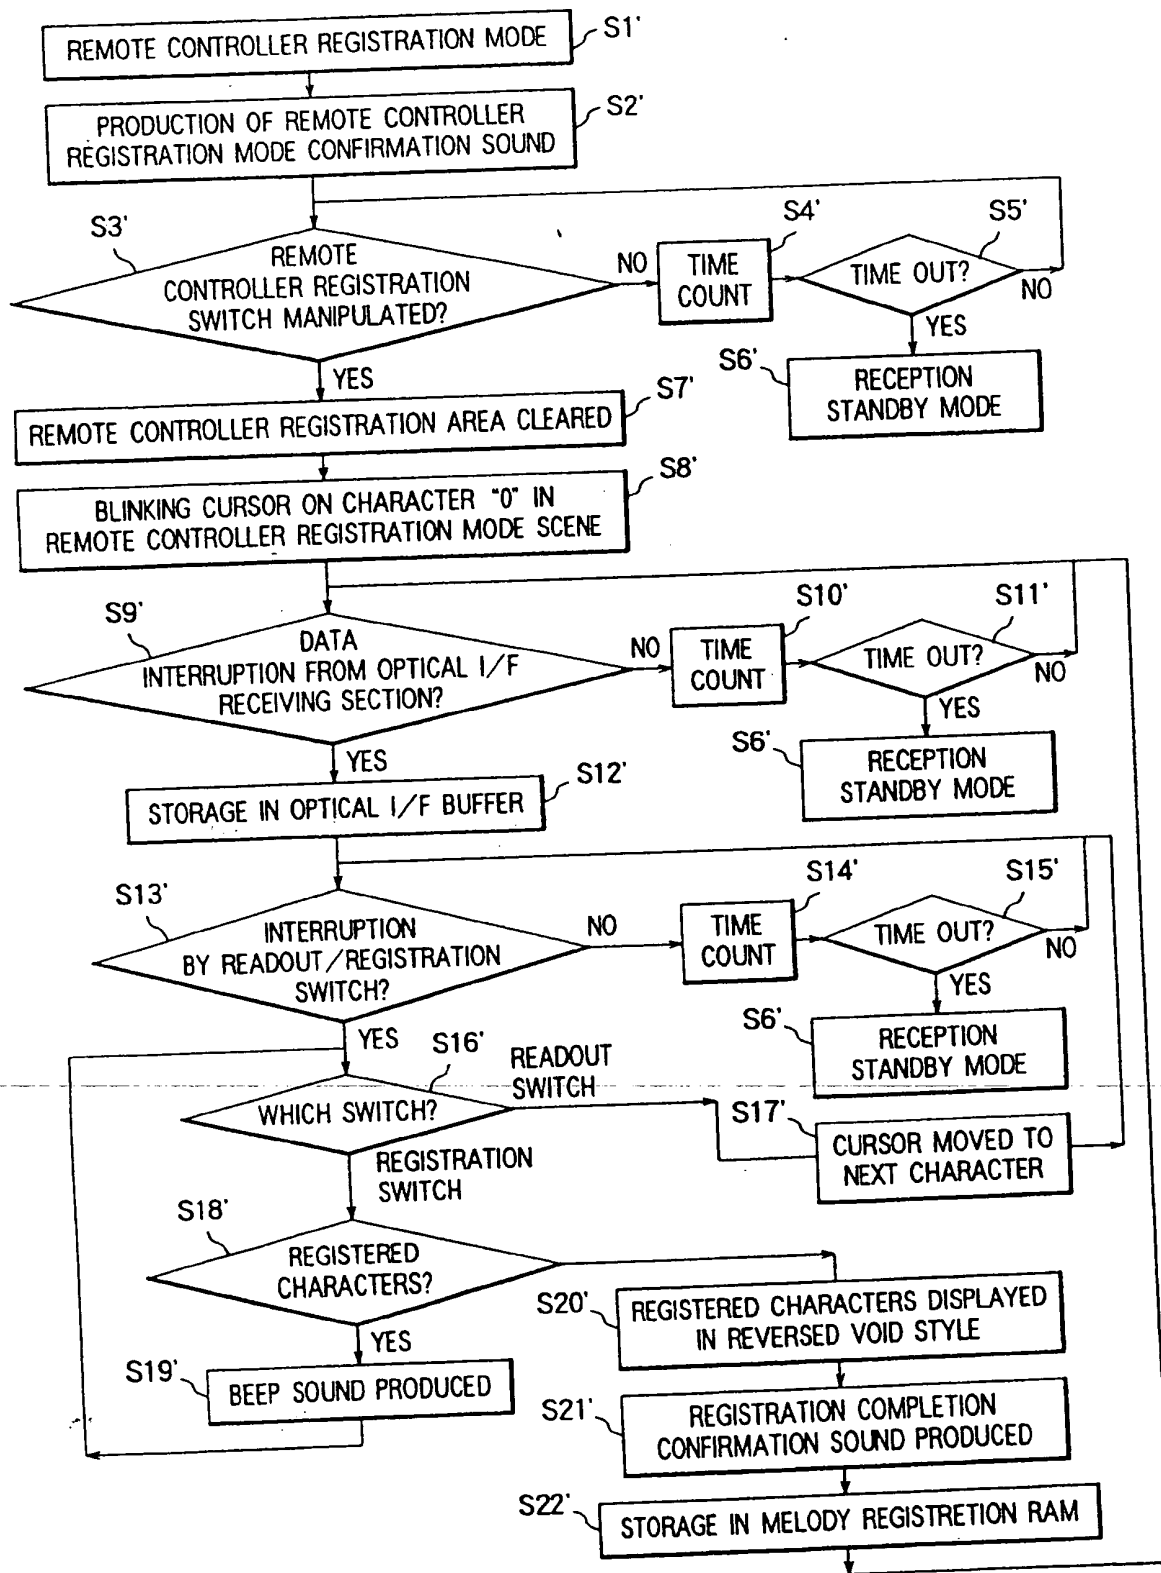 REMOTE CONTROLLER REGISTRATION MODE
S1'
PRODUCTION OF REMOTE CONTROLLER
REGISTRATION MODE CONFIRMATION SOUND
S2'
S3'
REMOTE
CONTROLLER REGISTRATION
SWITCH MANIPULATED?
NO
S4'
TIME
COUNT
S5'
TIME OUT?
NO
YES
S6'
RECEPTION
STANDBY MODE
YES
S7'
REMOTE CONTROLLER REGISTRATION AREA CLEARED
S8'
BLINKING CURSOR ON CHARACTER "0" IN
REMOTE CONTROLLER REGISTRATION MODE SCENE
S9'
DATA
INTERRUPTION FROM OPTICAL I/F
RECEIVING SECTION?
NO
S10'
TIME
COUNT
S11'
TIME OUT?
NO
YES
S6'
RECEPTION
STANDBY MODE
YES
S12'
STORAGE IN OPTICAL I/F BUFFER
S13'
INTERRUPTION
BY READOUT/REGISTRATION
SWITCH?
NO
S14'
TIME
COUNT
S15'
TIME OUT?
NO
YES
S6'
RECEPTION
STANDBY MODE
YES
S16'
WHICH SWITCH?
READOUT
SWITCH
S17'
CURSOR MOVED TO
NEXT CHARACTER
REGISTRATION
SWITCH
S18'
REGISTERED
CHARACTERS?
YES
S19'
BEEP SOUND PRODUCED
S20'
REGISTERED CHARACTERS DISPLAYED
IN REVERSED VOID STYLE
S21'
REGISTRATION COMPLETION
CONFIRMATION SOUND PRODUCED
S22'
STORAGE IN MELODY REGISTRETION RAM